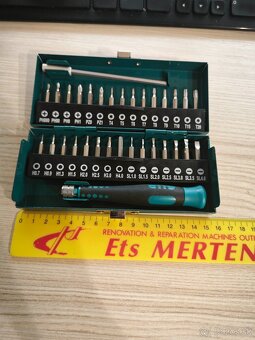 PH000 PH00 PH0 PH1 PZ0 PZ1 T4 T5 T6 T7 T8 T9 T10 T15 T20
H0.7 H0.9 H1.3 H1.5 H2.0 H2.5 H3.0 H4.0 SL1.0 SL1.5 SL2.0 SL2.5 SL3.0 SL3.5 SL4.0
RENOVATION & REPARATION MACHINES OUTILS
Ets MERTEN